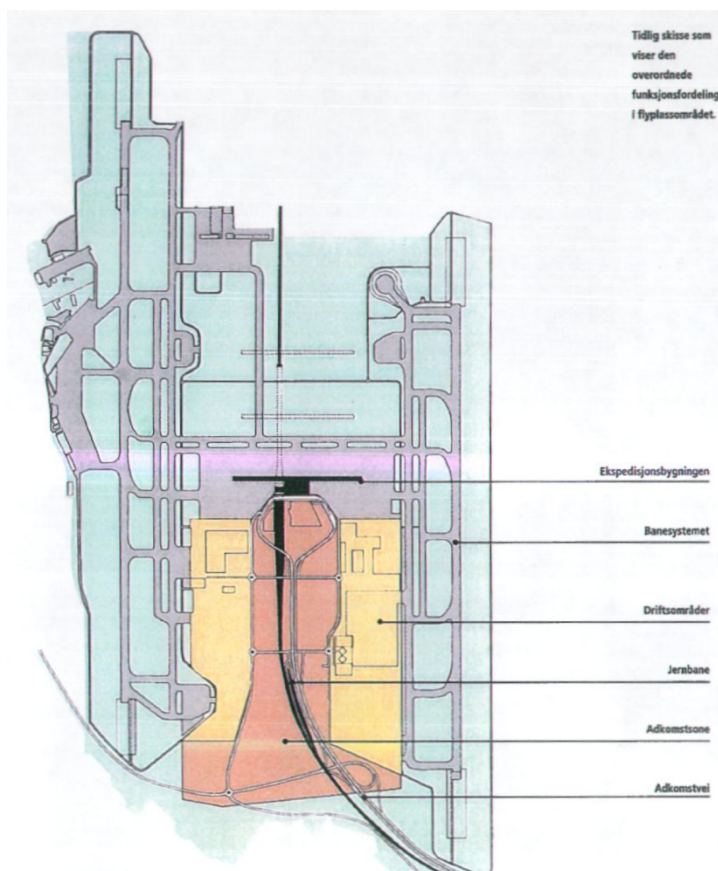 Tidlig skisse som
viser den
overordnede
funksjonsfordeling
i flyplassområdet.
Ekspedisjonsbygningen
Banesystemet
Driftsområder
Jernbane
Adkomstsone
Adkomstvei